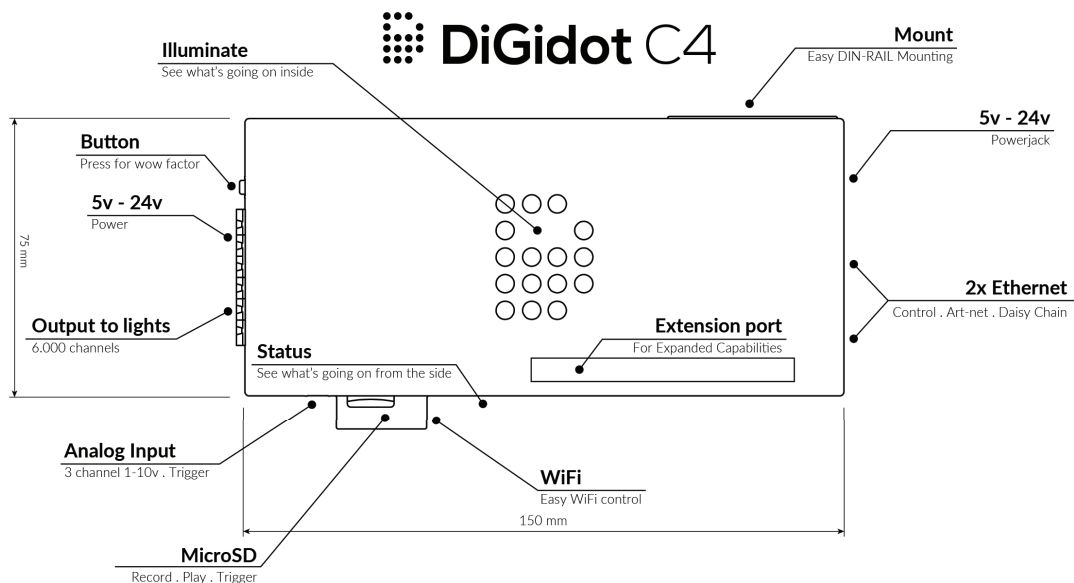 DiGidot C4
Illuminate
See what's going on inside
Mount
Easy DIN-RAIL Mounting
5v - 24v
Powerjack
Button
Press for wow factor
5v - 24v
Power
75 mm
2x Ethernet
Control . Art-net . Daisy Chain
Output to lights
6.000 channels
Extension port
For Expanded Capabilities
Status
See what's going on from the side
Analog Input
3 channel 1-10v . Trigger
WiFi
Easy WiFi control
150 mm
MicroSD
Record . Play . Trigger